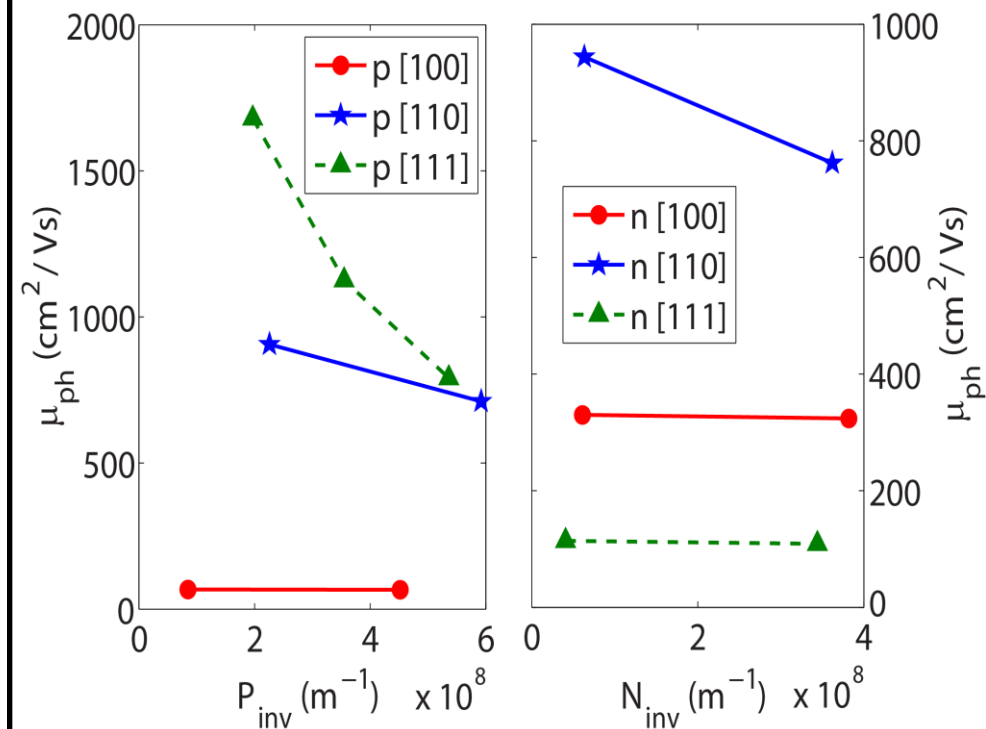 2000
1500
1000
500
0
μph (cm²/ Vs)
p [100]
p [110]
p [111]
0 2 4 6
Pinv (m⁻¹) x 10⁸
n [100]
n [110]
n [111]
0 2 4
Ninv (m⁻¹) x 10⁸
1000
800
600
400
200
0
μph (cm²/ Vs)